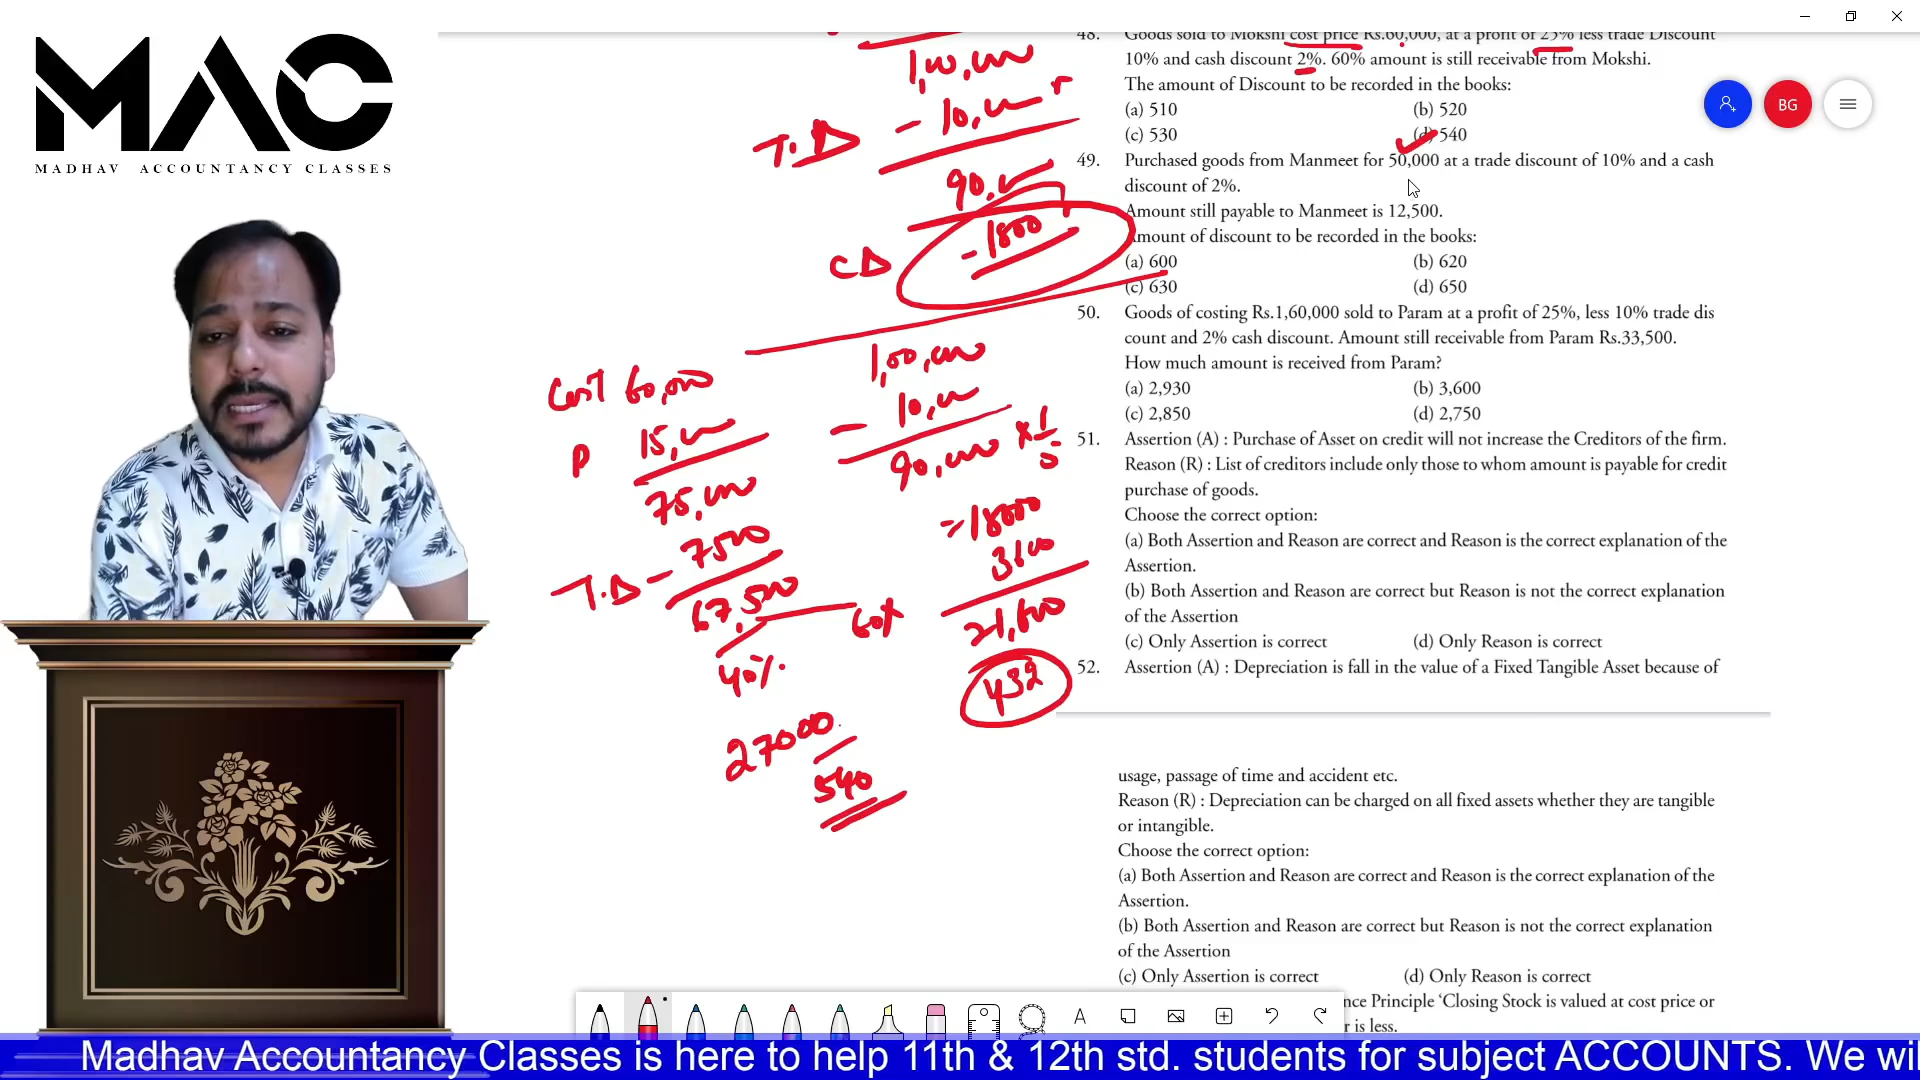 MAC
MADHAV ACCOUNTANCY CLASSES
48. Goods sold to Mokshi cost price Rs.60,000, at a profit of 25% less trade Discount
10% and cash discount 2%. 60% amount is still receivable from Mokshi.
The amount of Discount to be recorded in the books:
(a) 510 (b) 520
(c) 530 (d) 540
49. Purchased goods from Manmeet for 50,000 at a trade discount of 10% and a cash
discount of 2%.
Amount still payable to Manmeet is 12,500.
Amount of discount to be recorded in the books:
(a) 600 (b) 620
(c) 630 (d) 650
50. Goods of costing Rs.1,60,000 sold to Param at a profit of 25%, less 10% trade dis
count and 2% cash discount. Amount still receivable from Param Rs.33,500.
How much amount is received from Param?
(a) 2,930 (b) 3,600
(c) 2,850 (d) 2,750
51. Assertion (A) : Purchase of Asset on credit will not increase the Creditors of the firm.
Reason (R) : List of creditors include only those to whom amount is payable for credit
purchase of goods.
Choose the correct option:
(a) Both Assertion and Reason are correct and Reason is the correct explanation of the
Assertion.
(b) Both Assertion and Reason are correct but Reason is not the correct explanation
of the Assertion
(c) Only Assertion is correct (d) Only Reason is correct
52. Assertion (A) : Depreciation is fall in the value of a Fixed Tangible Asset because of
usage, passage of time and accident etc.
Reason (R) : Depreciation can be charged on all fixed assets whether they are tangible
or intangible.
Choose the correct option:
(a) Both Assertion and Reason are correct and Reason is the correct explanation of the
Assertion.
(b) Both Assertion and Reason are correct but Reason is not the correct explanation
of the Assertion
(c) Only Assertion is correct (d) Only Reason is correct
Principle ‘Closing Stock is valued at cost price or
is less.
1,00,000
T.D - 10,000
90,000
CD - 1800
Cost 60,000
P 15,000
75,000
T.D - 7500
67,500
40%
60%
27000
540
1,00,000
- 10,000
90,000 × 1/5
= 18000
3600
21,600
432
BG
Madhav Accountancy Classes is here to help 11th & 12th std. students for subject ACCOUNTS. We wil